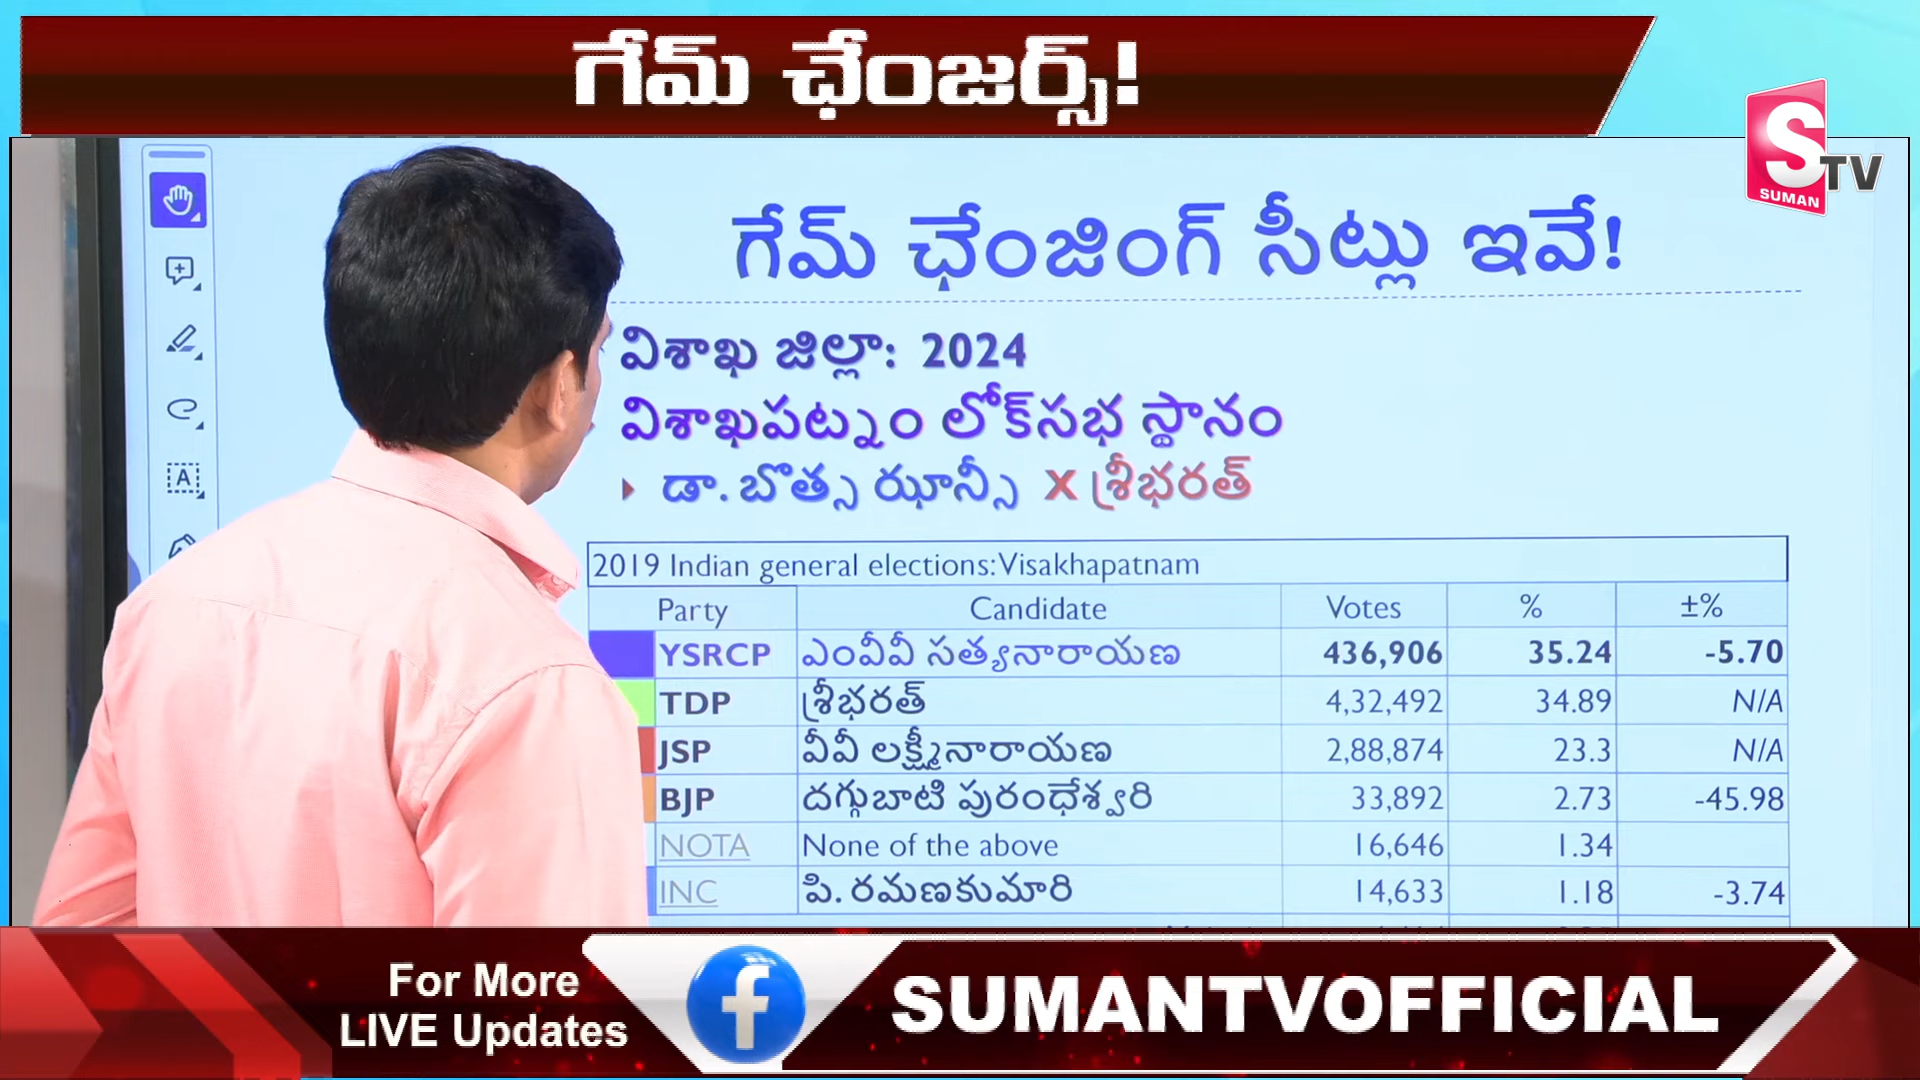 గేమ్ ఛేంజర్స్!
S TV
SUMAN
గేమ్ ఛేంజింగ్ సీట్లు ఇవే!
విశాఖ జిల్లా: 2024
విశాఖపట్నం లోక్‌సభ స్థానం
డా. బొత్స ఝాన్సీ X శ్రీభరత్
A
2019 Indian general elections:Visakhapatnam
Party Candidate Votes % ±%
YSRCP ఎంవీవీ సత్యనారాయణ 436,906 35.24 -5.70
TDP శ్రీభరత్ 4,32,492 34.89 N/A
JSP వీవీ లక్ష్మీనారాయణ 2,88,874 23.3 N/A
BJP దగ్గుబాటి పురంధేశ్వరి 33,892 2.73 -45.98
NOTA None of the above 16,646 1.34
INC పి. రమణకుమారి 14,633 1.18 -3.74
For More
LIVE Updates
f
SUMANTVOFFICIAL